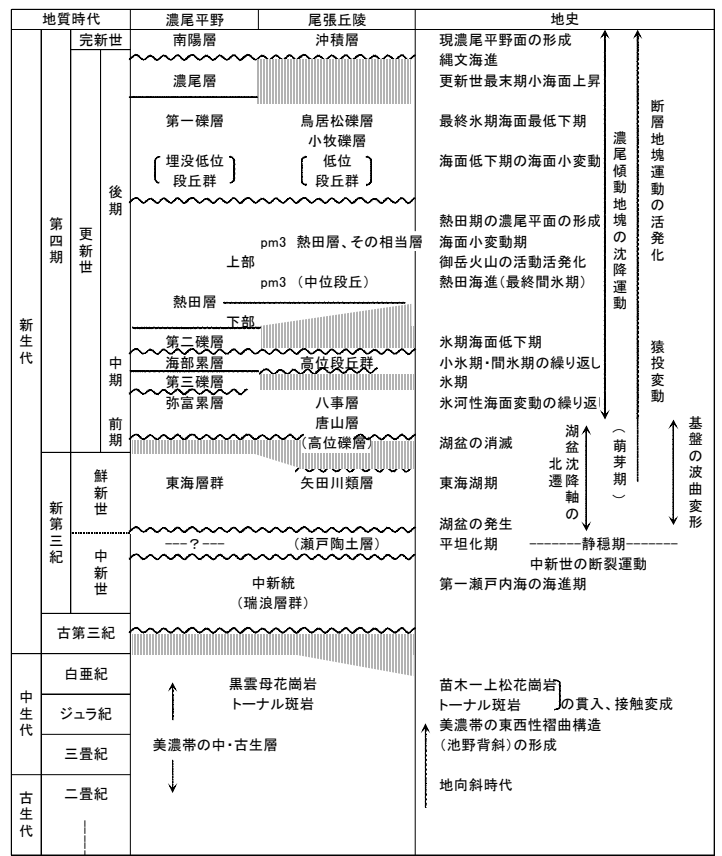 地質時代 濃尾平野 尾張丘陵 地史
新生代
第四期
完新世
更新世
後期
中期
前期
新第三紀
鮮新世
中新世
古第三紀
中生代
白亜紀
ジュラ紀
三畳紀
古生代
二畳紀
南陽層 沖積層 現濃尾平野面の形成
縄文海進
濃尾層 更新世最末期小海面上昇
第一礫層 鳥居松礫層 最終氷期海面最低下期
小牧礫層
埋没低位 低位 海面低下期の海面小変動
段丘群 段丘群
熱田期の濃尾平面の形成
pm3 熱田層、その相当層 海面小変動期
上部 御岳火山の活動活発化
pm3 (中位段丘) 熱田海進(最終間氷期)
熱田層
下部
第二礫層 氷期海面低下期
海部累層 高位段丘群 小氷期・間氷期の繰り返し
第三礫層 氷期
弥富累層 八事層 氷河性海面変動の繰り返
唐山層
(高位礫層) 湖盆の消滅
東海層群 矢田川類層 東海湖期
湖盆の発生
---?--- (瀬戸陶土層) 平坦化期 -------静穏期-------
中新世の断裂運動
中新統 第一瀬戸内海の海進期
(瑞浪層群)
黒雲母花崗岩 苗木ー上松花崗岩
トーナル斑岩 トーナル斑岩 の貫入、接触変成
美濃帯の東西性褶曲構造
美濃帯の中・古生層 (池野背斜)の形成
地向斜時代
濃尾傾動地塊の沈降運動
断層地塊運動の活発化
猿投変動
(萌芽期)
湖盆沈降軸の
北遷
基盤の波曲変形